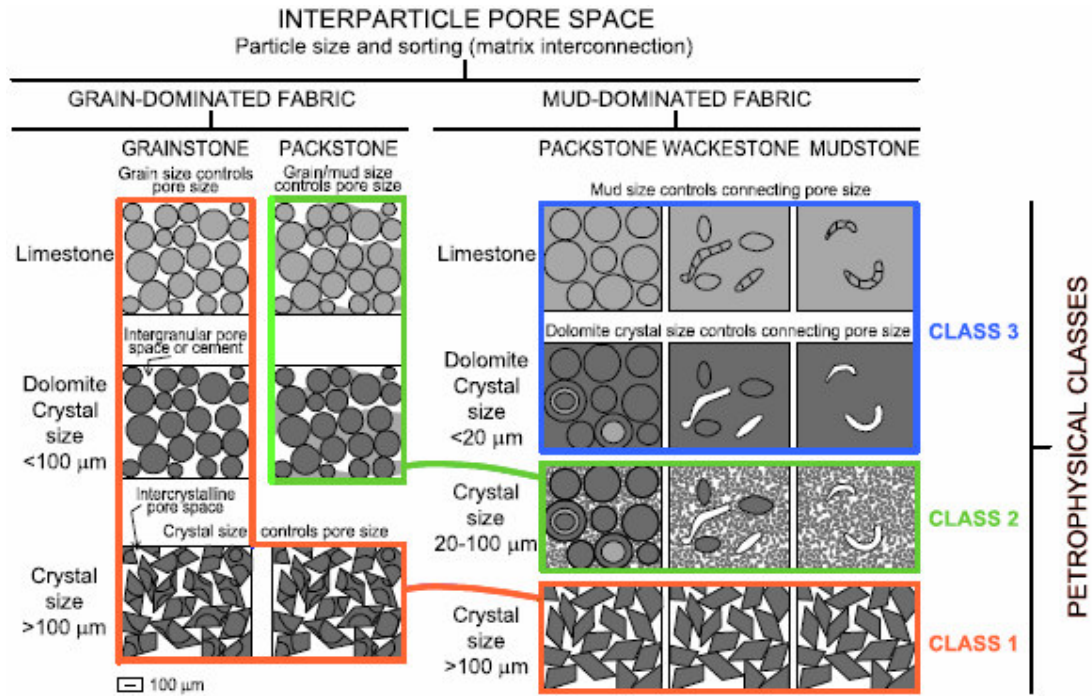 INTERPARTICLE PORE SPACE
Particle size and sorting (matrix interconnection)
GRAIN-DOMINATED FABRIC
MUD-DOMINATED FABRIC
GRAINSTONE
PACKSTONE
PACKSTONE
WACKESTONE
MUDSTONE
Grain size controls
pore size
Grain/mud size
controls pore size
Mud size controls connecting pore size
Limestone
Limestone
Intergranular pore
space or cement
Dolomite crystal size controls connecting pore size
CLASS 3
Dolomite
Crystal
size
<100 µm
Dolomite
Crystal
size
<20 µm
Intercrystalline
pore space
Crystal size controls pore size
Crystal
size
20-100 µm
CLASS 2
Crystal
size
>100 µm
Crystal
size
>100 µm
CLASS 1
100 µm
PETROPHYSICAL CLASSES